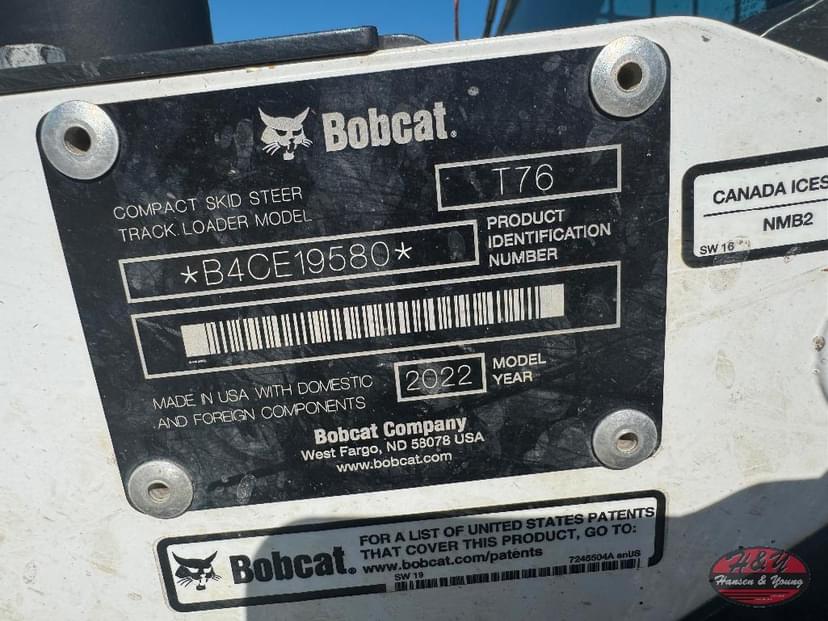 Bobcat.
COMPACT SKID STEER
TRACK LOADER MODEL
T76
*B4CE19580*
PRODUCT
IDENTIFICATION
NUMBER
MADE IN USA WITH DOMESTIC
AND FOREIGN COMPONENTS
2022
MODEL
YEAR
Bobcat Company
West Fargo, ND 58078 USA
www.bobcat.com
CANADA ICES
NMB2
SW 16
Bobcat.
FOR A LIST OF UNITED STATES PATENTS
THAT COVER THIS PRODUCT, GO TO:
www.bobcat.com/patents
7245504A enUS
SW 19
H&Y
Hansen & Young